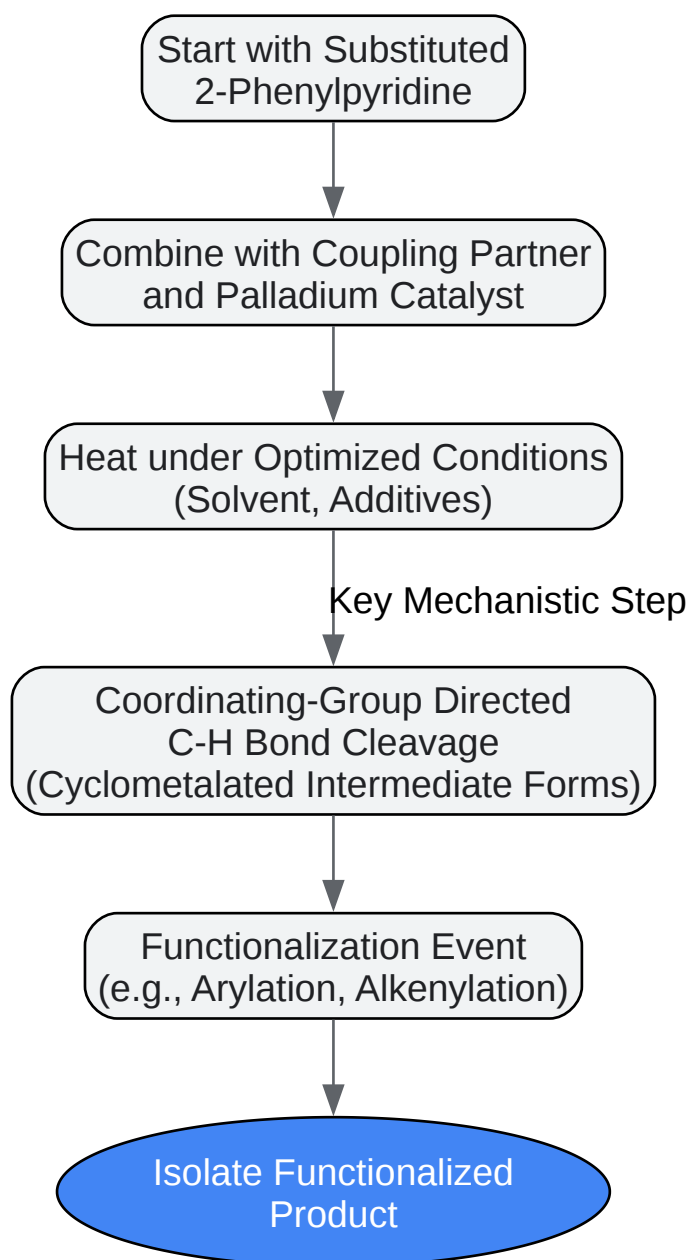 Start with Substituted
2-Phenylpyridine
Combine with Coupling Partner
and Palladium Catalyst
Heat under Optimized Conditions
(Solvent, Additives)
Key Mechanistic Step
Coordinating-Group Directed
C-H Bond Cleavage
(Cyclometalated Intermediate Forms)
Functionalization Event
(e.g., Arylation, Alkenylation)
Isolate Functionalized
Product